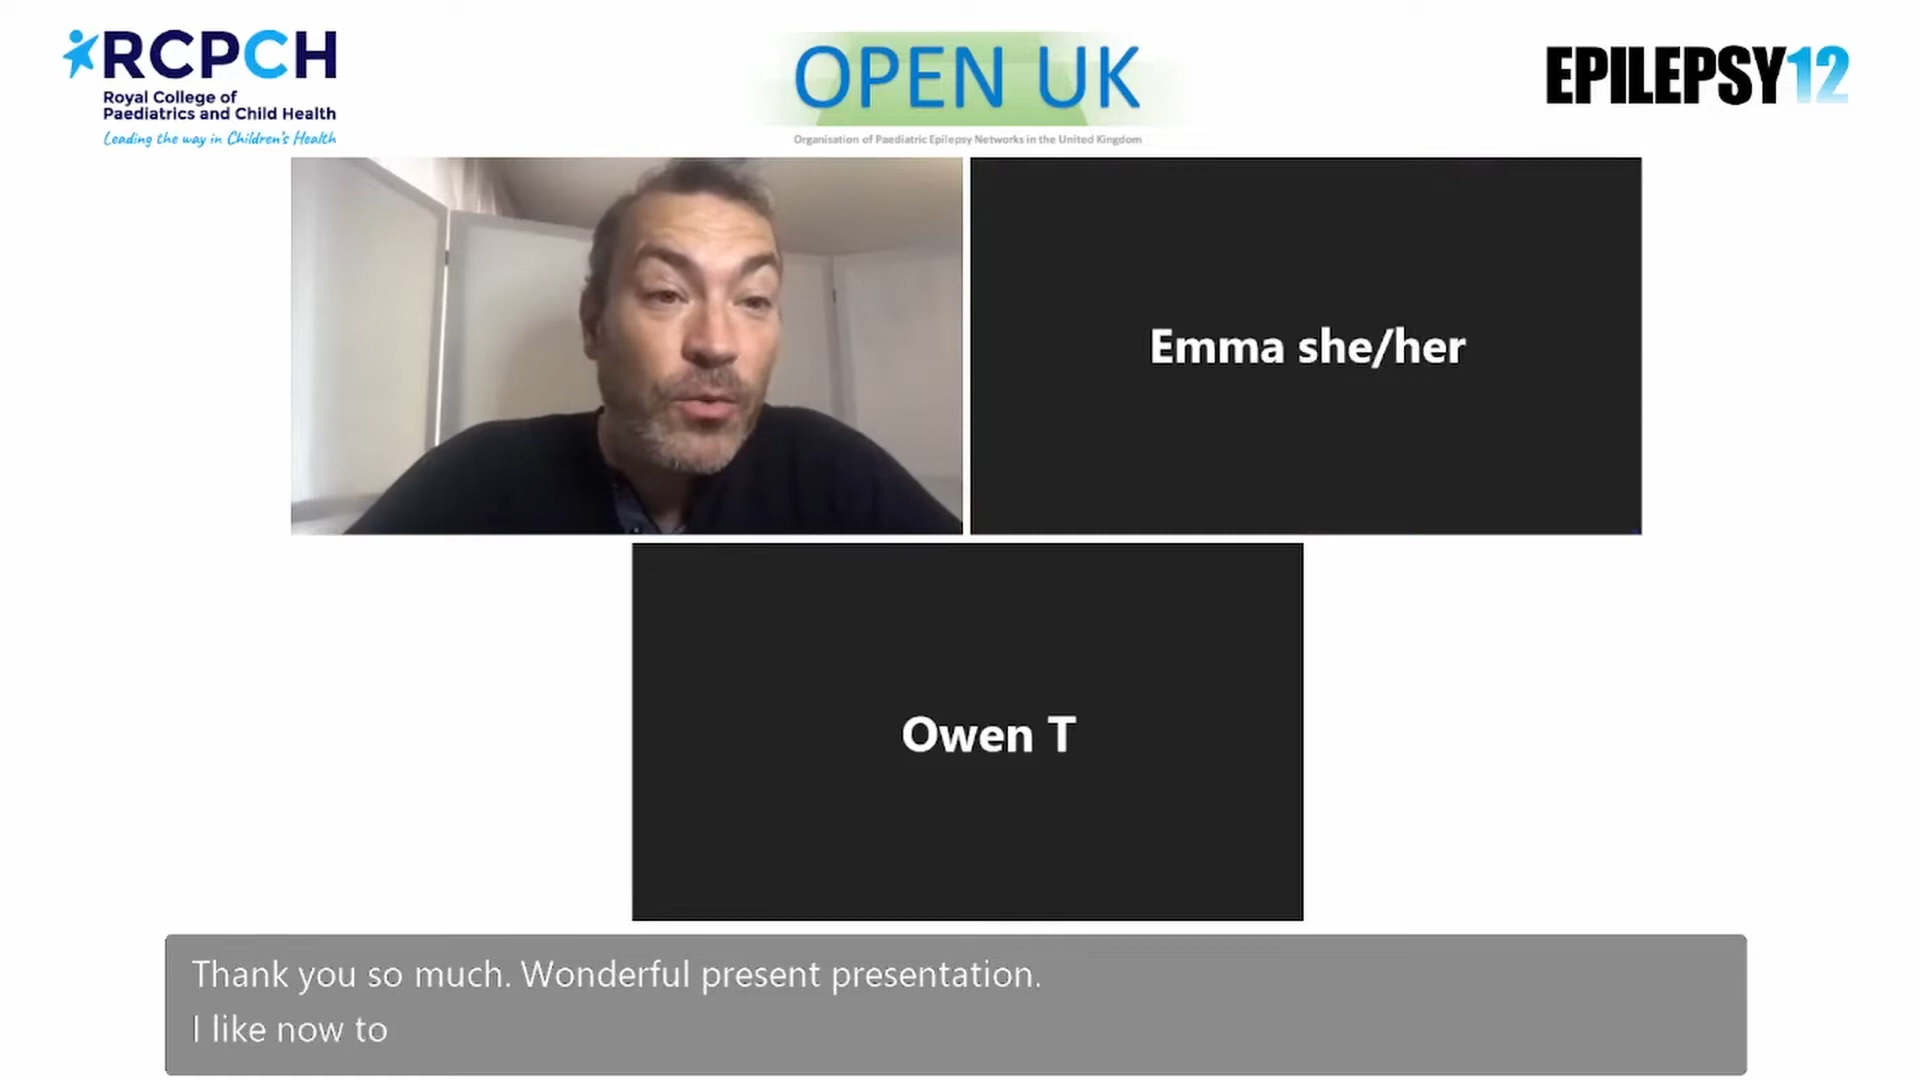 RCPCH
Royal College of
Paediatrics and Child Health
Leading the way in Children's Health
OPEN UK
Organisation of Paediatric Epilepsy Networks in the United Kingdom
EPILEPSY12
Emma she/her
Owen T
Thank you so much. Wonderful present presentation.
I like now to